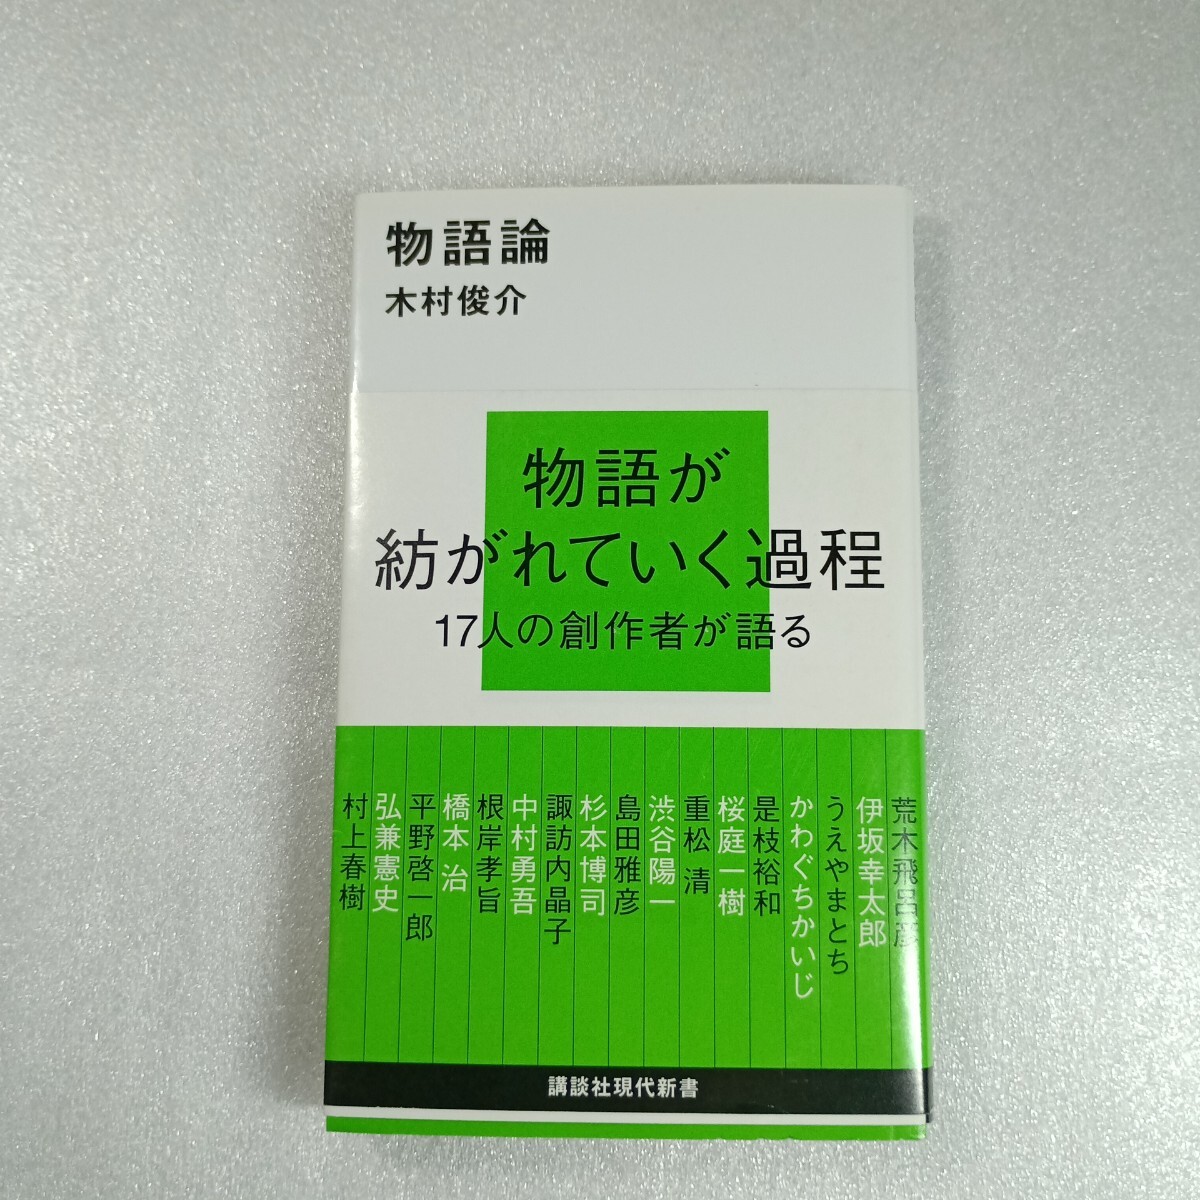 物語論
木村俊介
物語が
紡がれていく過程
17人の創作者が語る
荒木飛呂彦
伊坂幸太郎
うえやまとち
かわぐちかいじ
是枝裕和
桜庭一樹
重松 清
渋谷陽一
島田雅彦
杉本博司
諏訪内晶子
中村勇吾
根岸孝旨
橋本 治
平野啓一郎
弘兼憲史
村上春樹
講談社現代新書